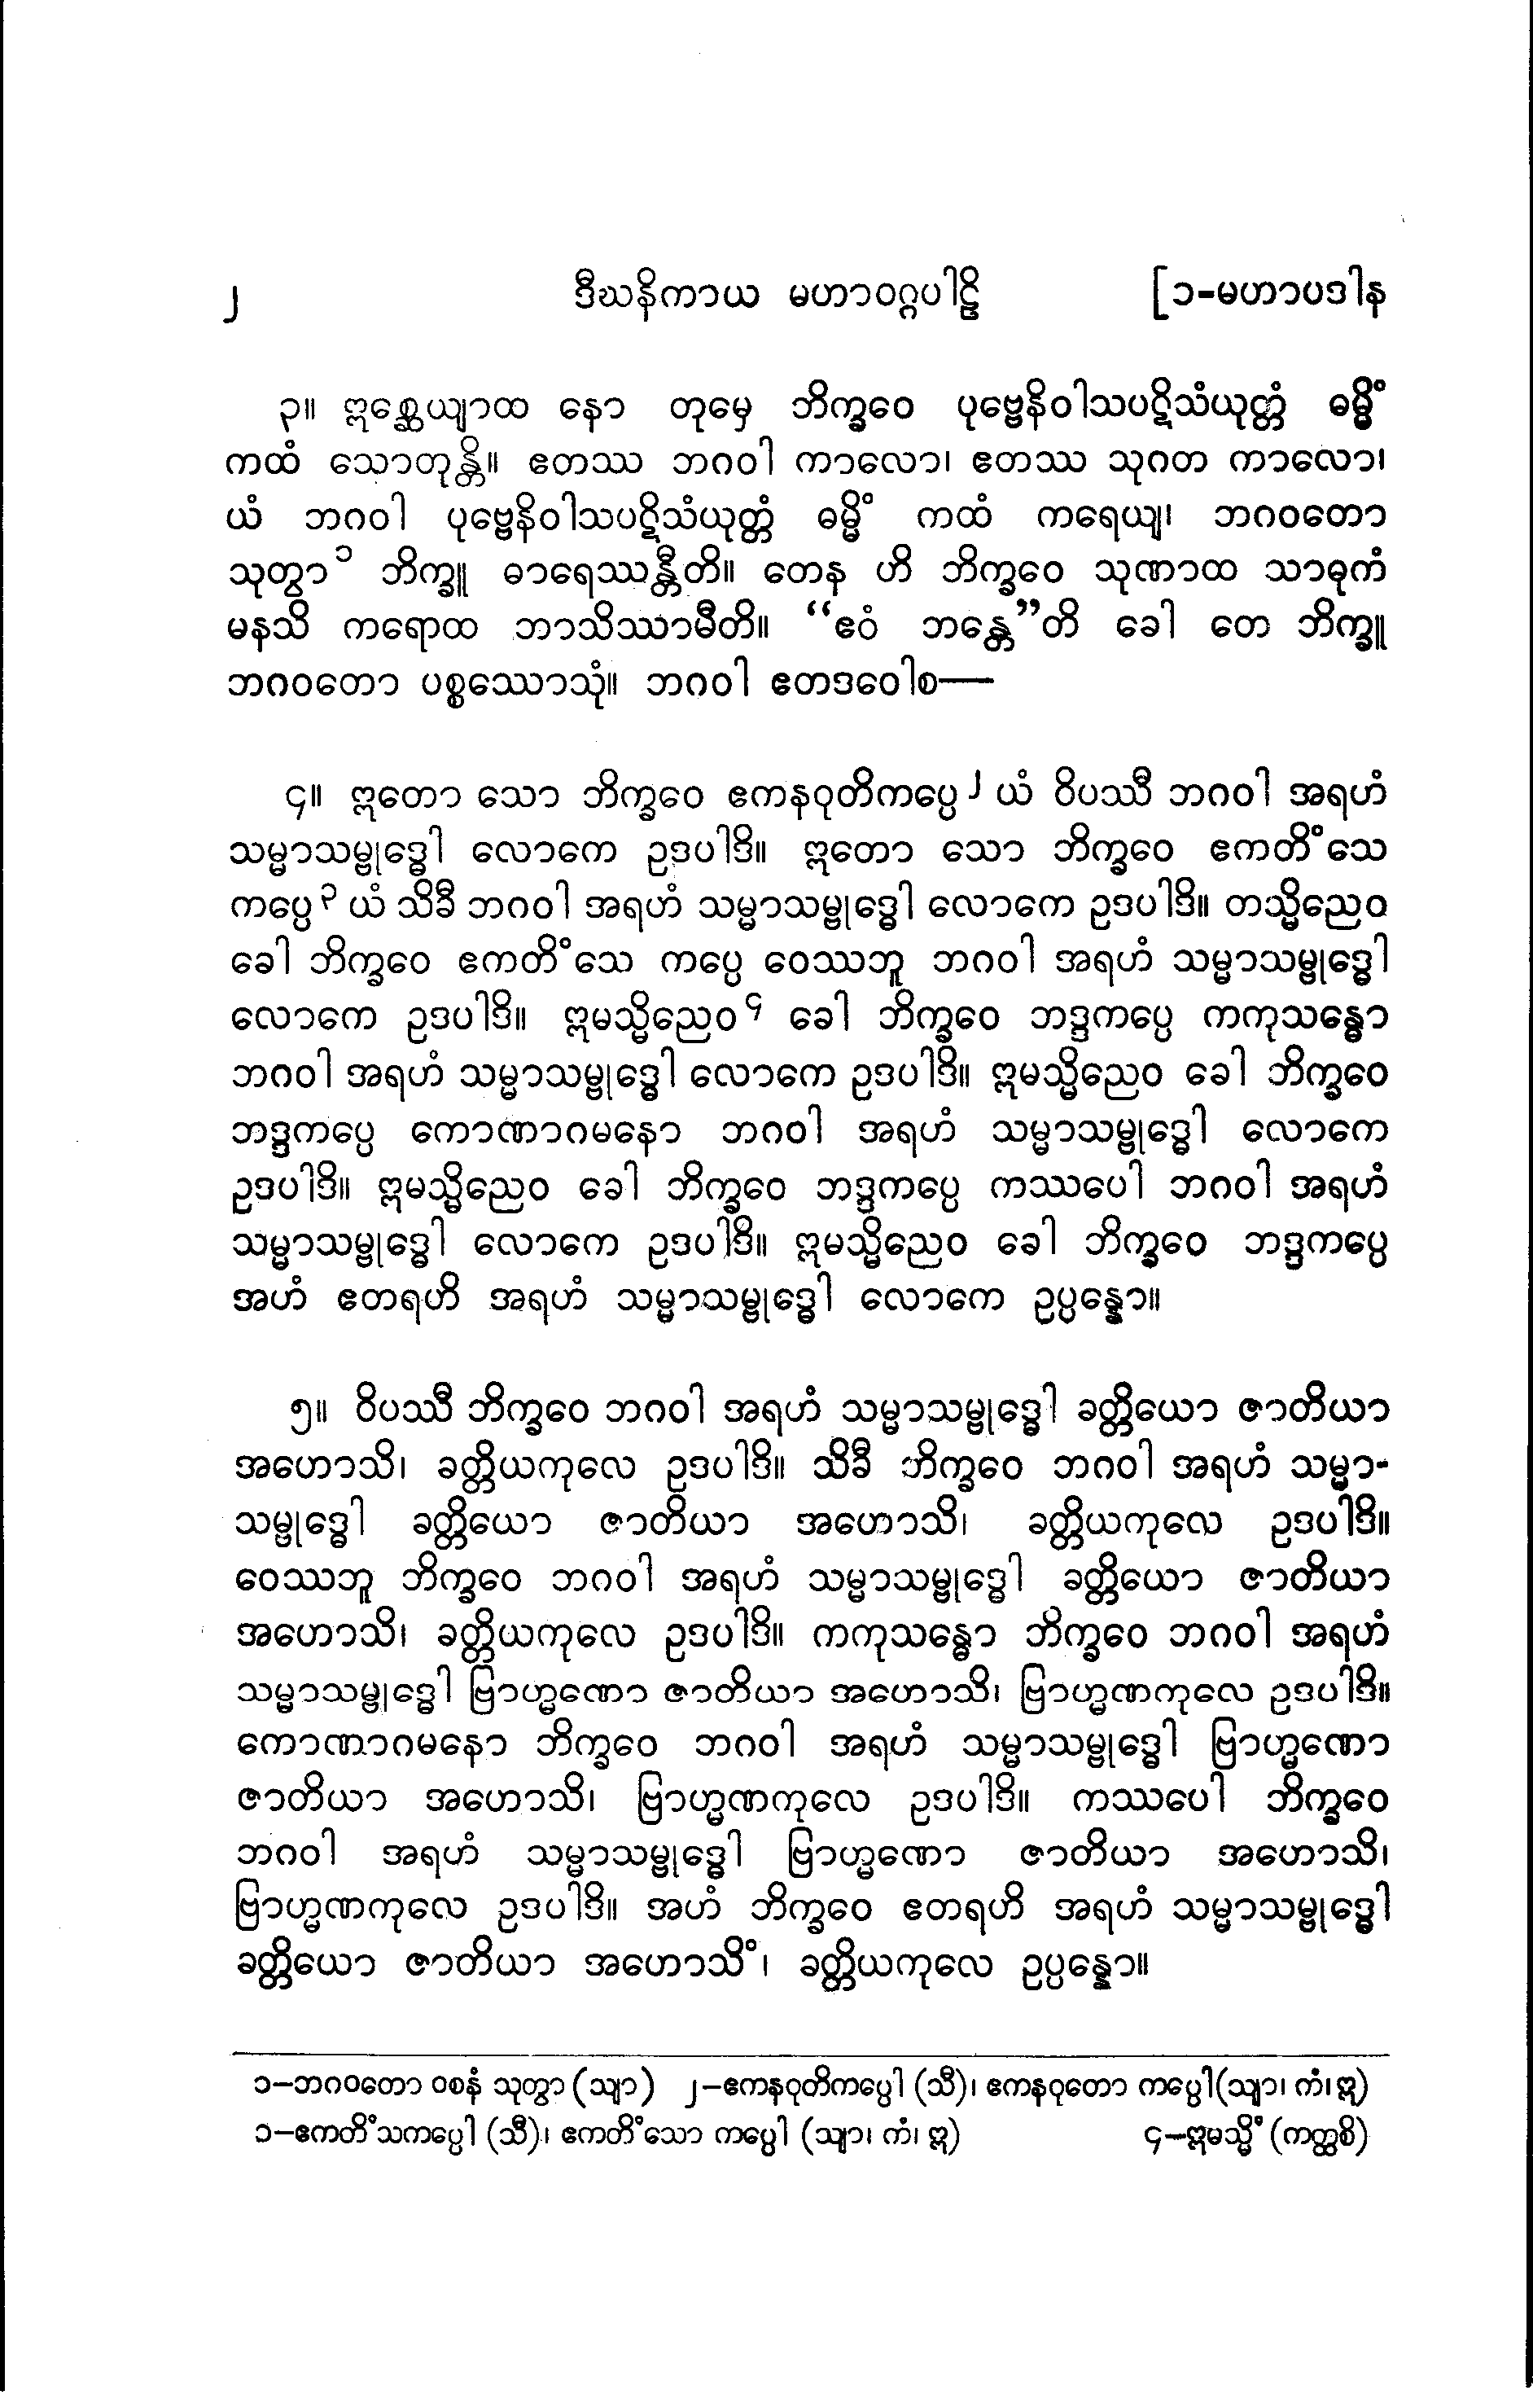 ၂ ဒီဃနိကာယ မဟာဝဂ္ဂပါဠိ [၁-မဟာပဒါန
၃။ ဣစ္ဆေယျာထ နော တုမှေ ဘိက္ခဝေ ပုဗ္ဗေနိဝါသပဋိသံယုတ္တံ ဓမ္မိံ
ကထံ သောတုန္တိ။ ဧတဿ ဘဂဝါ ကာလော၊ ဧတဿ သုဂတ ကာလော၊
ယံ ဘဂဝါ ပုဗ္ဗေနိဝါသပဋိသံယုတ္တံ ဓမ္မိံ ကထံ ကရေယျ၊ ဘဂဝတော
သုတွာ၁ ဘိက္ခူ ဓာရေဿန္တီတိ။ တေန ဟိ ဘိက္ခဝေ သုဏာထ သာဓုကံ
မနသိ ကရောထ ဘာသိဿာမီတိ။ “ဧဝံ ဘန္တေ”တိ ခေါ တေ ဘိက္ခူ
ဘဂဝတော ပစ္စဿောသုံ။ ဘဂဝါ ဧတဒဝေါစ—
၄။ ဣတော သော ဘိက္ခဝေ ဧကနဝုတိကပ္ပေ၂ ယံ ဝိပဿီ ဘဂဝါ အရဟံ
သမ္မာသမ္ဗုဒ္ဓေါ လောကေ ဥဒပါဒိ။ ဣတော သော ဘိက္ခဝေ ဧကတိံသေ
ကပ္ပေ၃ ယံ သိခီ ဘဂဝါ အရဟံ သမ္မာသမ္ဗုဒ္ဓေါ လောကေ ဥဒပါဒိ။ တသ္မိညေဝ
ခေါ ဘိက္ခဝေ ဧကတိံသေ ကပ္ပေ ဝေဿဘူ ဘဂဝါ အရဟံ သမ္မာသမ္ဗုဒ္ဓေါ
လောကေ ဥဒပါဒိ။ ဣမသ္မိညေဝ၄ ခေါ ဘိက္ခဝေ ဘဒ္ဒကပ္ပေ ကကုသန္ဓော
ဘဂဝါ အရဟံ သမ္မာသမ္ဗုဒ္ဓေါ လောကေ ဥဒပါဒိ။ ဣမသ္မိညေဝ ခေါ ဘိက္ခဝေ
ဘဒ္ဒကပ္ပေ ကောဏာဂမနော ဘဂဝါ အရဟံ သမ္မာသမ္ဗုဒ္ဓေါ လောကေ
ဥဒပါဒိ။ ဣမသ္မိညေဝ ခေါ ဘိက္ခဝေ ဘဒ္ဒကပ္ပေ ကဿပေါ ဘဂဝါ အရဟံ
သမ္မာသမ္ဗုဒ္ဓေါ လောကေ ဥဒပါဒိ။ ဣမသ္မိညေဝ ခေါ ဘိက္ခဝေ ဘဒ္ဒကပ္ပေ
အဟံ ဧတရဟိ အရဟံ သမ္မာသမ္ဗုဒ္ဓေါ လောကေ ဥပ္ပန္နော။
၅။ ဝိပဿီ ဘိက္ခဝေ ဘဂဝါ အရဟံ သမ္မာသမ္ဗုဒ္ဓေါ ခတ္တိယော ဇာတိယာ
အဟောသိ၊ ခတ္တိယကုလေ ဥဒပါဒိ။ သိခီ ဘိက္ခဝေ ဘဂဝါ အရဟံ သမ္မာ-
သမ္ဗုဒ္ဓေါ ခတ္တိယော ဇာတိယာ အဟောသိ၊ ခတ္တိယကုလေ ဥဒပါဒိ။
ဝေဿဘူ ဘိက္ခဝေ ဘဂဝါ အရဟံ သမ္မာသမ္ဗုဒ္ဓေါ ခတ္တိယော ဇာတိယာ
အဟောသိ၊ ခတ္တိယကုလေ ဥဒပါဒိ။ ကကုသန္ဓော ဘိက္ခဝေ ဘဂဝါ အရဟံ
သမ္မာသမ္ဗုဒ္ဓေါ ဗြာဟ္မဏော ဇာတိယာ အဟောသိ၊ ဗြာဟ္မဏကုလေ ဥဒပါဒိ။
ကောဏာဂမနော ဘိက္ခဝေ ဘဂဝါ အရဟံ သမ္မာသမ္ဗုဒ္ဓေါ ဗြာဟ္မဏော
ဇာတိယာ အဟောသိ၊ ဗြာဟ္မဏကုလေ ဥဒပါဒိ။ ကဿပေါ ဘိက္ခဝေ
ဘဂဝါ အရဟံ သမ္မာသမ္ဗုဒ္ဓေါ ဗြာဟ္မဏော ဇာတိယာ အဟောသိ၊
ဗြာဟ္မဏကုလေ ဥဒပါဒိ။ အဟံ ဘိက္ခဝေ ဧတရဟိ အရဟံ သမ္မာသမ္ဗုဒ္ဓေါ
ခတ္တိယော ဇာတိယာ အဟောသိံ၊ ခတ္တိယကုလေ ဥပ္ပန္နော။
၁–ဘဂဝတော ဝစနံ သုတွာ (သျာ) ၂–ဧကနဝုတိကပ္ပေါ (သီ)၊ ဧကနဝုတော ကပ္ပေါ(သျာ၊ ကံ၊ ဣ)
၁–ဧကတိံသကပ္ပေါ (သီ)၊ ဧကတိံသော ကပ္ပေါ (သျာ၊ ကံ၊ ဣ) ၄–ဣမသ္မိံ (ကတ္ထစိ)